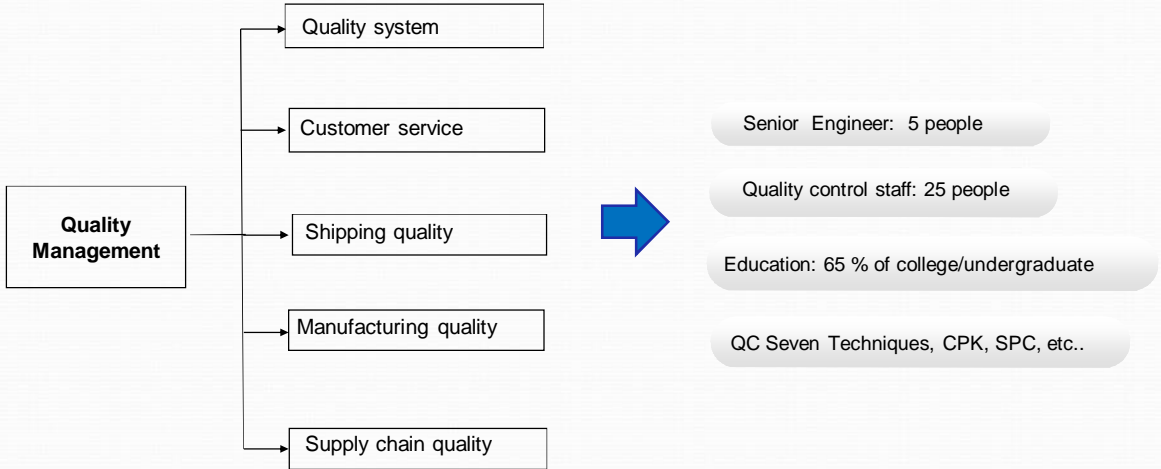 Quality system
Customer service
Quality
Management
Shipping quality
Manufacturing quality
Supply chain quality
Senior Engineer: 5 people
Quality control staff: 25 people
Education: 65 % of college/undergraduate
QC Seven Techniques, CPK, SPC, etc..